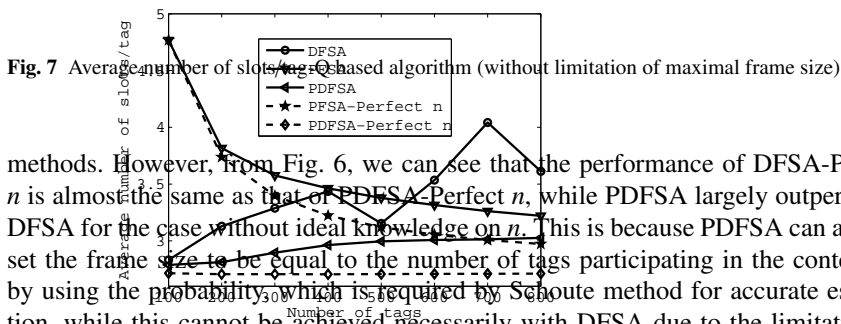 5
4.5
4
3.5
3
100 200 300 400 500 600 700 800
Number of tags
Average number of slots/tag
DFSA
PFSA
PDFSA
PFSA-Perfect n
PDFSA-Perfect n
Fig. 7 Average number of slots/tag-Q based algorithm (without limitation of maximal frame size)
methods. However, from Fig. 6, we can see that the performance of DFSA-P
n is almost the same as that of PDFSA-Perfect n, while PDFSA largely outper
DFSA for the case without ideal knowledge on n. This is because PDFSA can a
set the frame size to be equal to the number of tags participating in the conte
by using the probability, which is required by Schoute method for accurate es
tion, while this cannot be achieved necessarily with DFSA due to the limitat